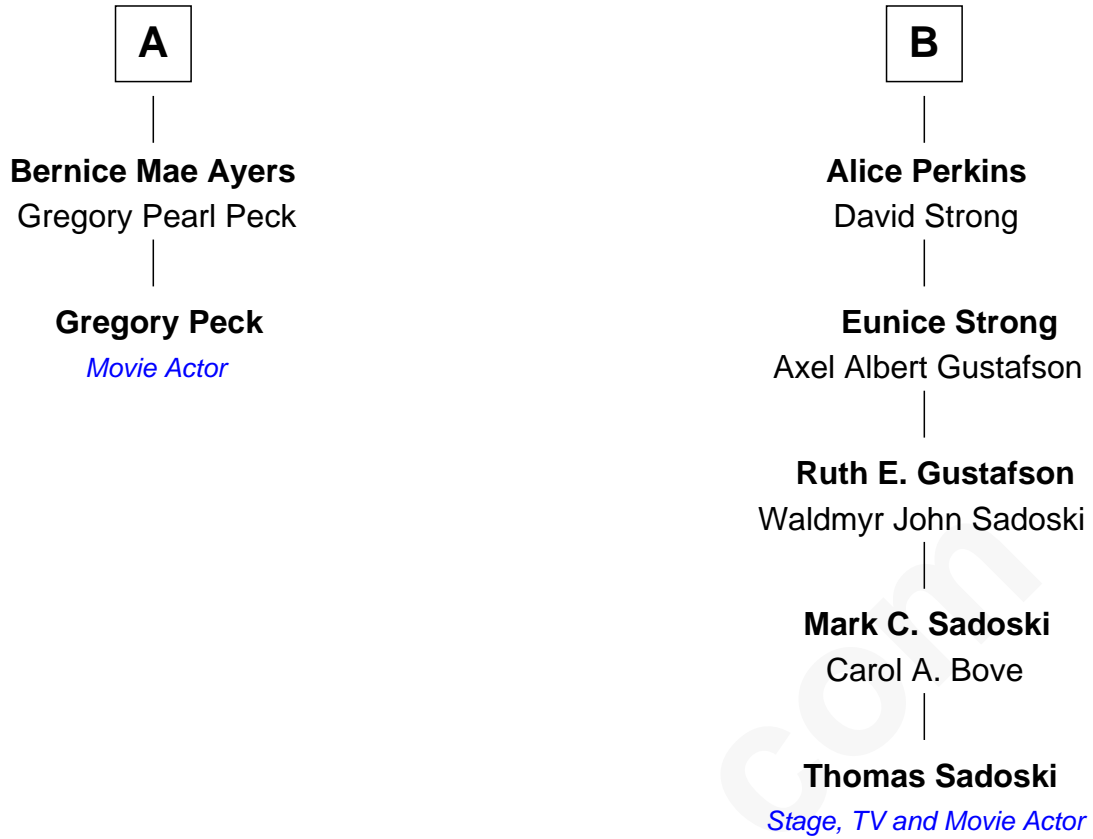 A
Bernice Mae Ayers
Gregory Pearl Peck
Gregory Peck
Movie Actor
B
Alice Perkins
David Strong
Eunice Strong
Axel Albert Gustafson
Ruth E. Gustafson
Waldmyr John Sadoski
Mark C. Sadoski
Carol A. Bove
Thomas Sadoski
Stage, TV and Movie Actor
com